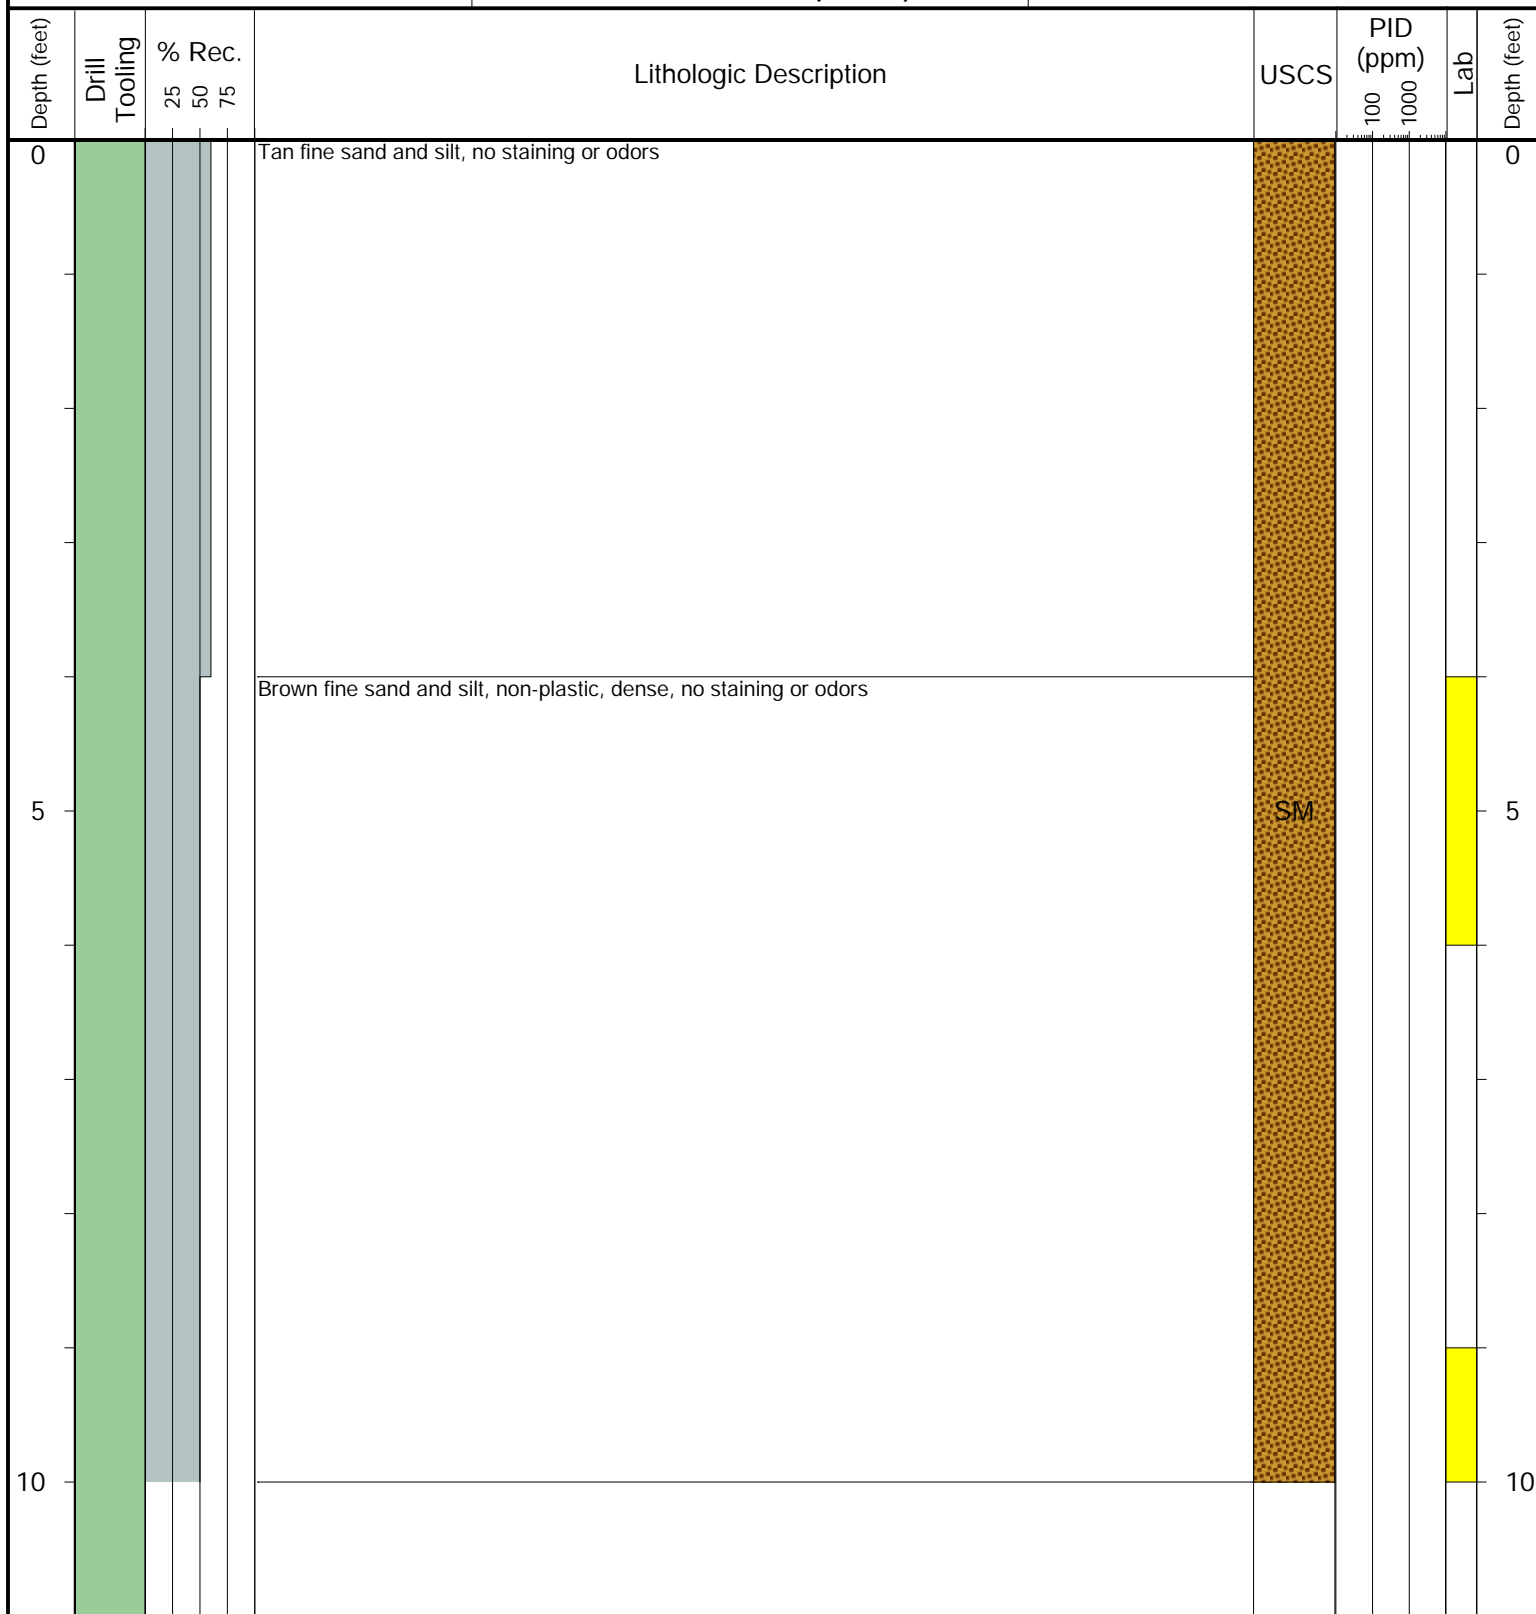 Depth (feet)
Drill
Tooling
% Rec.
25
50
75
Lithologic Description
USCS
PID
(ppm)
100
1000
Lab
Depth (feet)
0
Tan fine sand and silt, no staining or odors
0
Brown fine sand and silt, non-plastic, dense, no staining or odors
5
SM
5
10
10